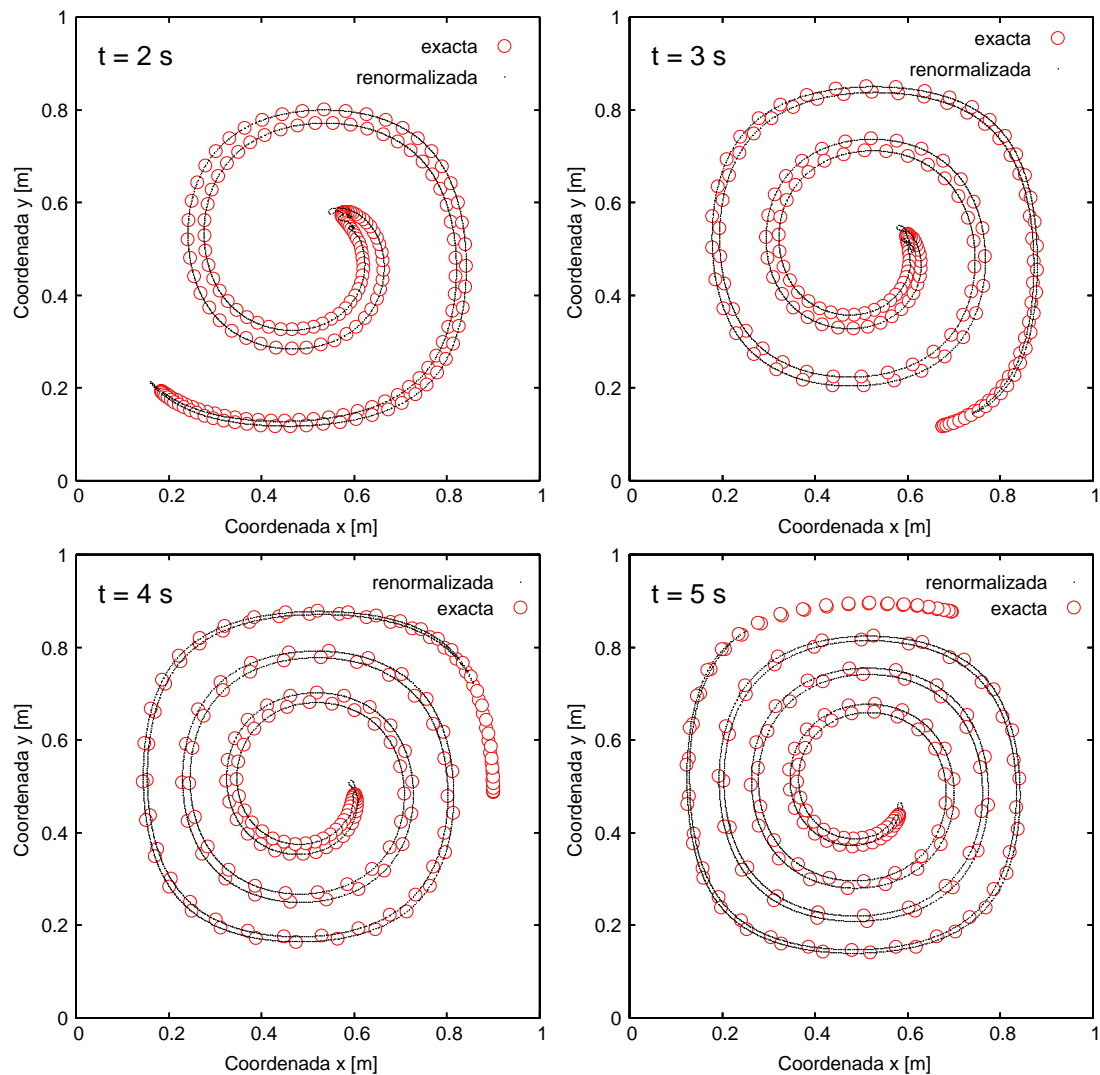 t = 2 s
exacta
renormalizada
Coordenada y [m]
1
0.8
0.6
0.4
0.2
0
0 0.2 0.4 0.6 0.8 1
Coordenada x [m]
t = 3 s
exacta
renormalizada
Coordenada y [m]
1
0.8
0.6
0.4
0.2
0
0 0.2 0.4 0.6 0.8 1
Coordenada x [m]
t = 4 s
renormalizada
exacta
Coordenada y [m]
1
0.8
0.6
0.4
0.2
0
0 0.2 0.4 0.6 0.8 1
Coordenada x [m]
t = 5 s
renormalizada
exacta
Coordenada y [m]
1
0.8
0.6
0.4
0.2
0
0 0.2 0.4 0.6 0.8 1
Coordenada x [m]